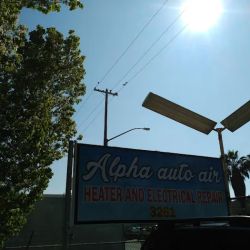 Alpha auto air
HEATER AND ELECTRICAL REPAIR
3261